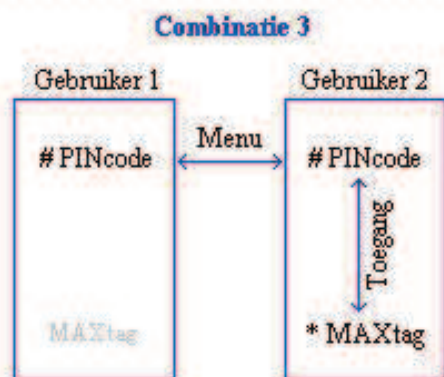 Combinatie 3
Gebruiker 1
Gebruiker 2
# PINcode
Menu
# PINcode
Toegang
MAXtag
* MAXtag